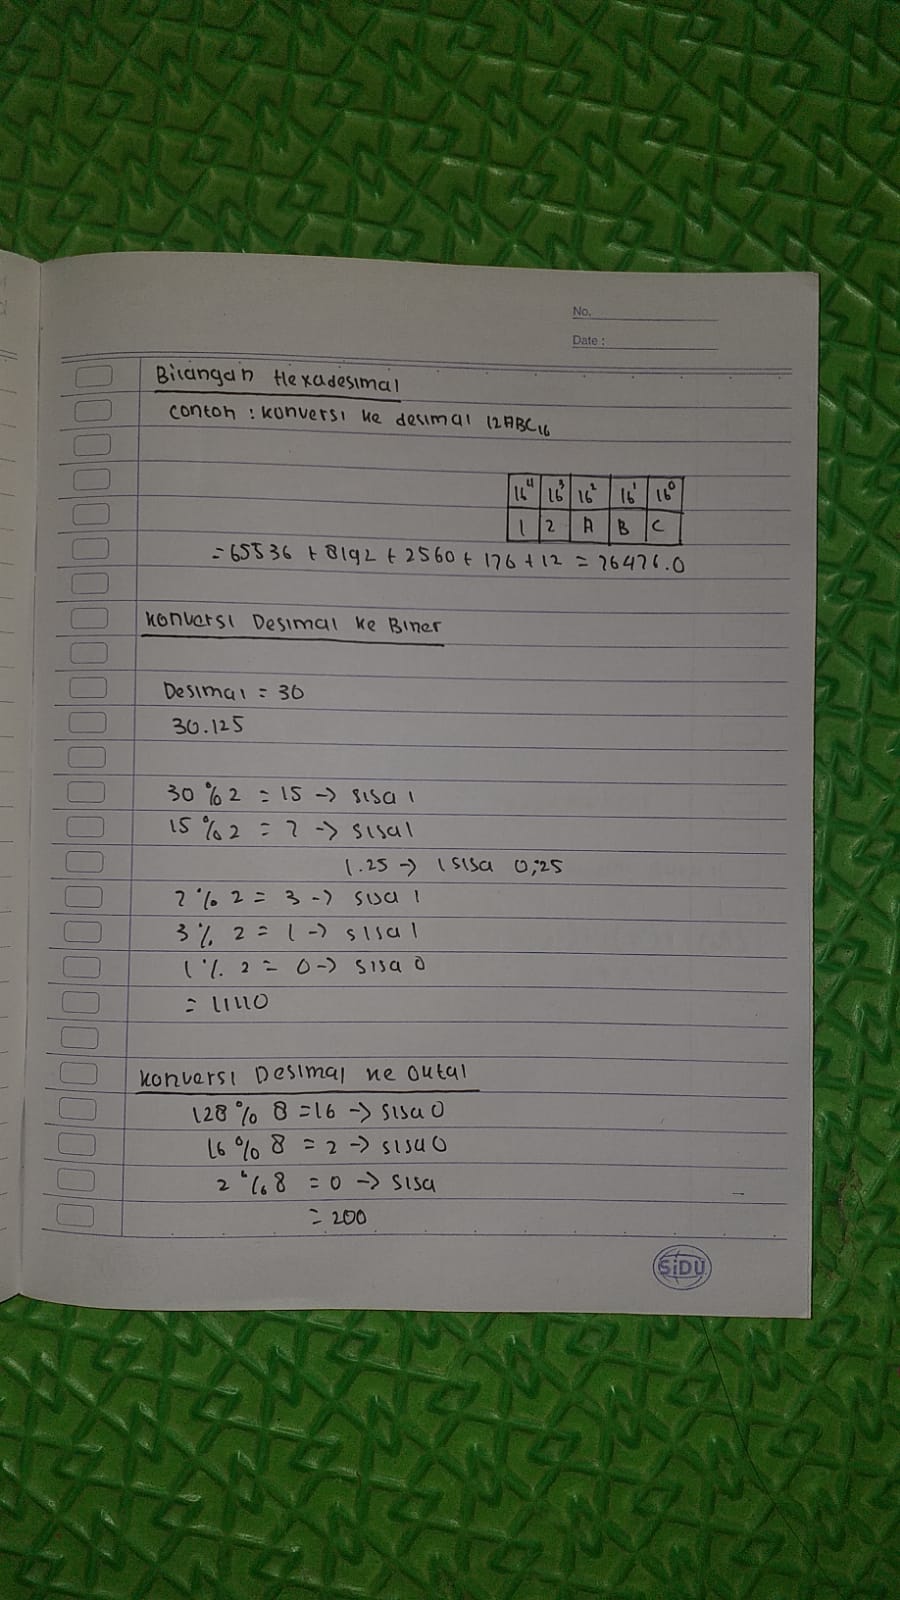 No.
Date :
Bilangan Hexadesimal
Contoh : Konversi ke desimal 12ABC16
16^4 16^3 16^2 16^1 16^0
1 2 A B C
= 65536 + 8192 + 2560 + 176 + 12 = 76476.0
Konversi Desimal ke Biner
Desimal = 30
30.125
30 % 2 = 15 -> sisa 1
15 % 2 = 7 -> sisa 1
1.25 -> 1 sisa 0,25
7 % 2 = 3 -> sisa 1
3 % 2 = 1 -> sisa 1
1 % 2 = 0 -> sisa 0
= 11110
Konversi Desimal ke Oktal
128 % 8 = 16 -> sisa 0
16 % 8 = 2 -> sisa 0
2 % 8 = 0 -> sisa
= 200
SiDU